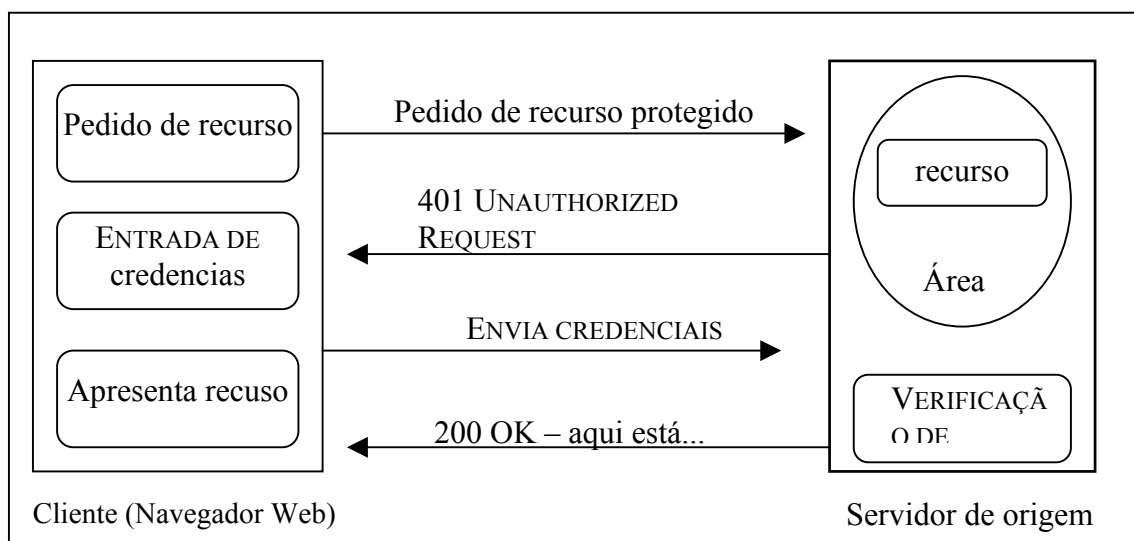 Pedido de recurso
Pedido de recurso protegido
recurso
401 UNAUTHORIZED
REQUEST
ENTRADA DE
credencias
Área
ENVIA CREDENCIAIS
Apresenta recuso
VERIFICAÇÃ
O DE
200 OK – aqui está...
Cliente (Navegador Web)
Servidor de origem